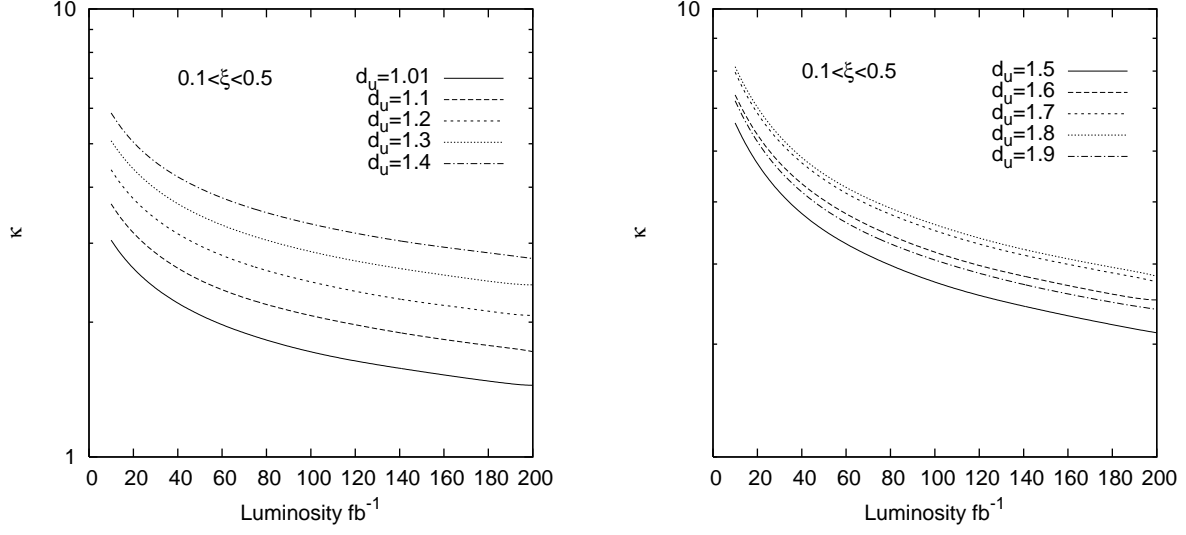 10
0.1<ξ<0.5
d_u=1.01
d_u=1.1
d_u=1.2
d_u=1.3
d_u=1.4
κ
1
0 20 40 60 80 100 120 140 160 180 200
Luminosity fb^-1
10
0.1<ξ<0.5
d_u=1.5
d_u=1.6
d_u=1.7
d_u=1.8
d_u=1.9
κ
0 20 40 60 80 100 120 140 160 180 200
Luminosity fb^-1